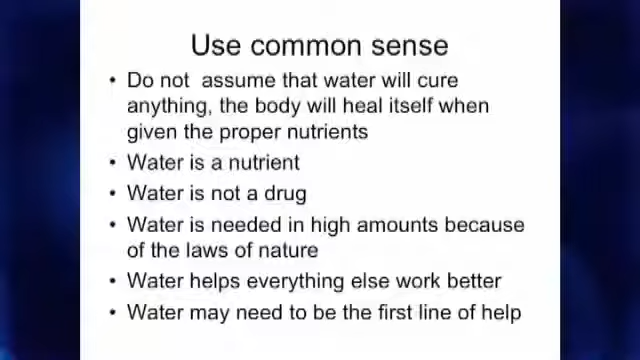 Use common sense
• Do not assume that water will cure
anything, the body will heal itself when
given the proper nutrients
• Water is a nutrient
• Water is not a drug
• Water is needed in high amounts because
of the laws of nature
• Water helps everything else work better
• Water may need to be the first line of help